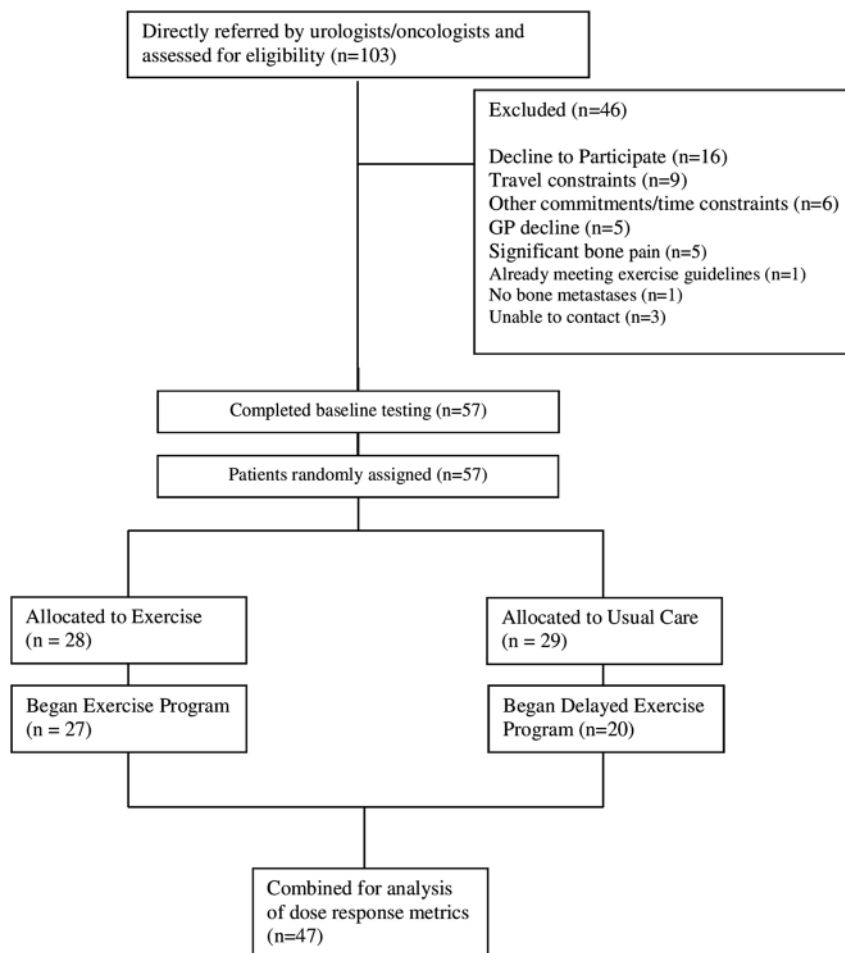 Directly referred by urologists/oncologists and
assessed for eligibility (n=103)
Excluded (n=46)
Decline to Participate (n=16)
Travel constraints (n=9)
Other commitments/time constraints (n=6)
GP decline (n=5)
Significant bone pain (n=5)
Already meeting exercise guidelines (n=1)
No bone metastases (n=1)
Unable to contact (n=3)
Completed baseline testing (n=57)
Patients randomly assigned (n=57)
Allocated to Exercise
(n = 28)
Allocated to Usual Care
(n = 29)
Began Exercise Program
(n = 27)
Began Delayed Exercise
Program (n=20)
Combined for analysis
of dose response metrics
(n=47)